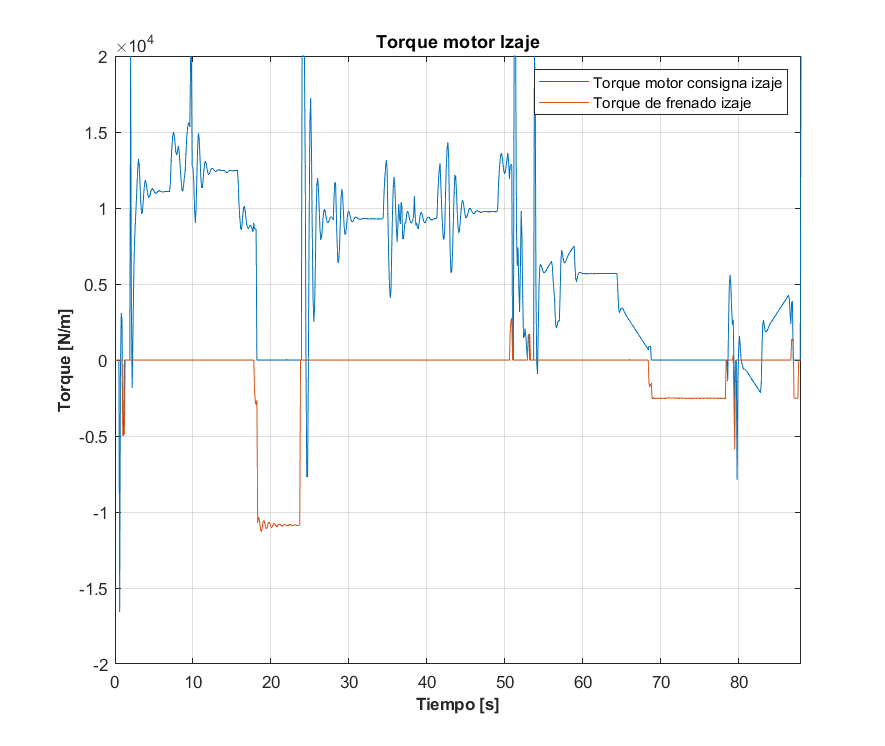 Torque motor Izaje
×10^4
Torque motor consigna izaje
Torque de frenado izaje
2
1.5
1
0.5
0
-0.5
-1
-1.5
-2
Torque [N/m]
0 10 20 30 40 50 60 70 80
Tiempo [s]